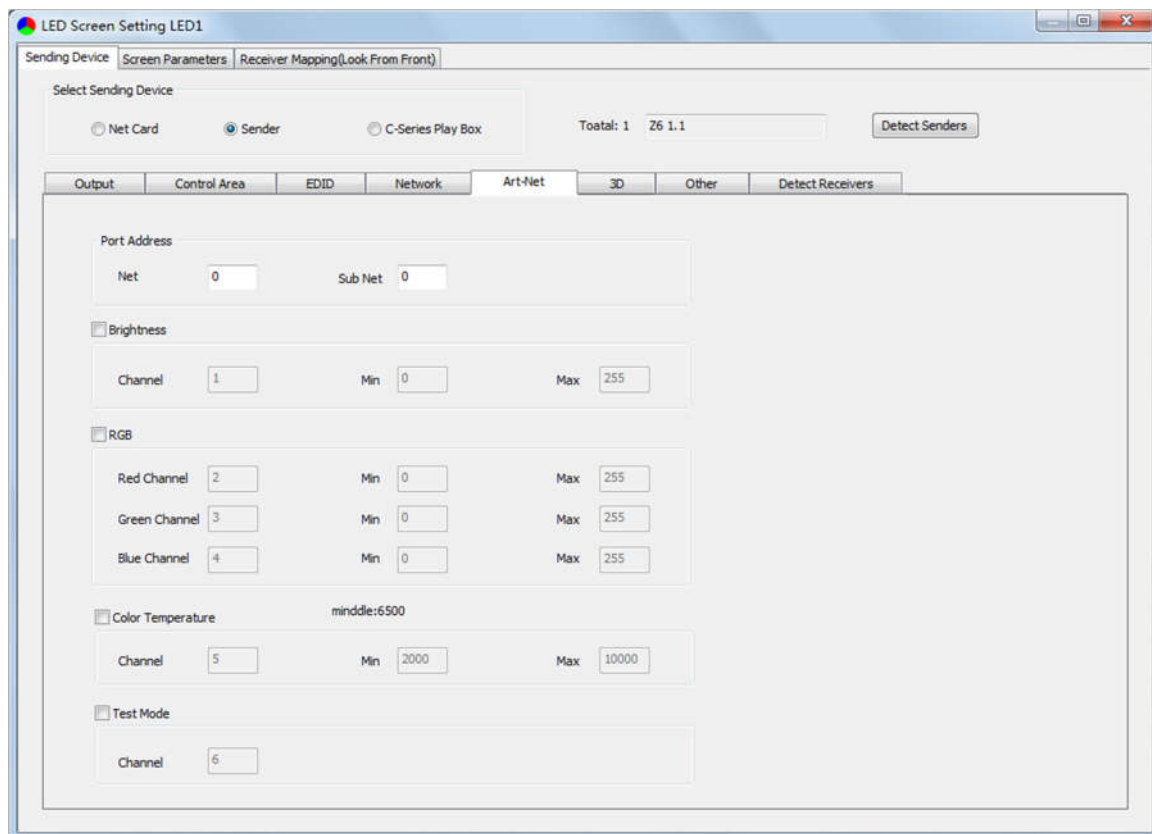 LED Screen Setting LED1
Sending Device Screen Parameters Receiver Mapping(Look From Front)
Select Sending Device
Net Card Sender C-Series Play Box Toatal: 1 Z6 1.1 Detect Senders
Output Control Area EDID Network Art-Net 3D Other Detect Receivers
Port Address
Net 0 Sub Net 0
Brightness
Channel 1 Min 0 Max 255
RGB
Red Channel 2 Min 0 Max 255
Green Channel 3 Min 0 Max 255
Blue Channel 4 Min 0 Max 255
Color Temperature minddle:6500
Channel 5 Min 2000 Max 10000
Test Mode
Channel 6